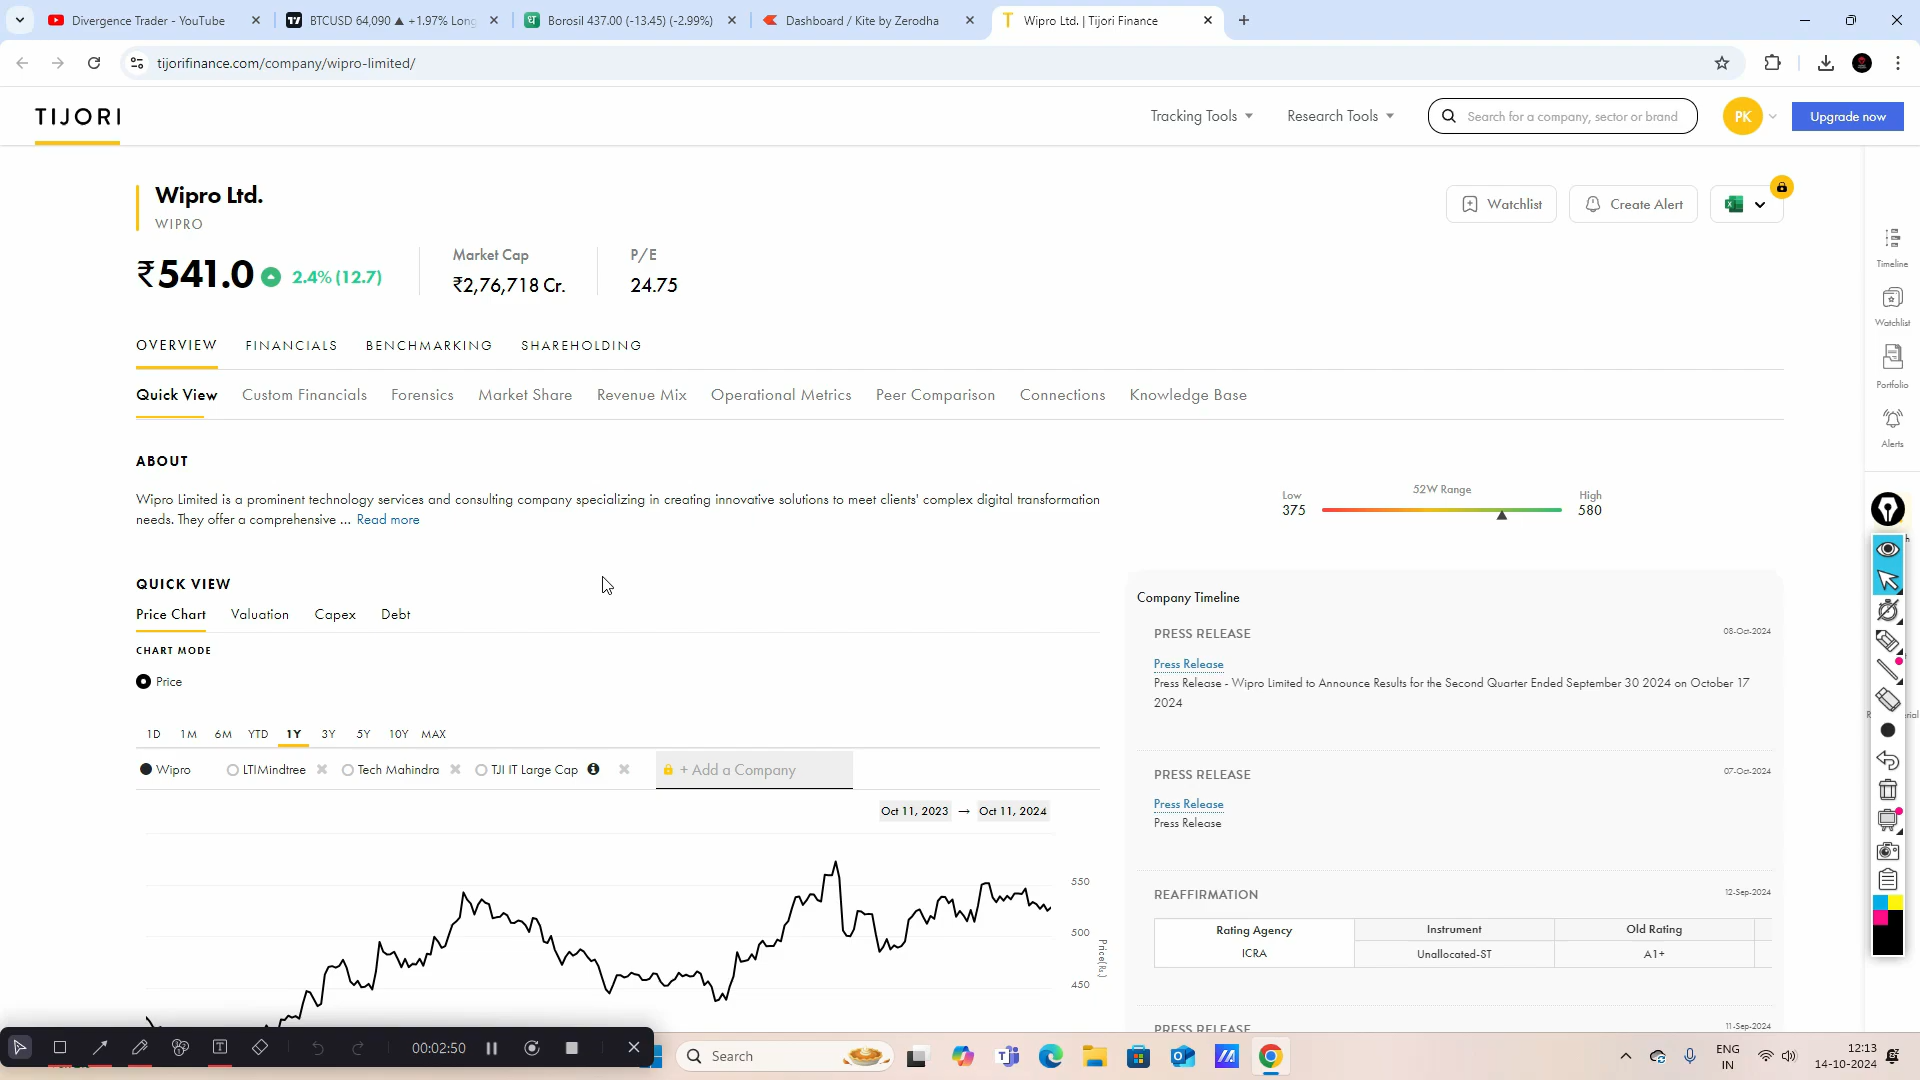 Divergence Trader - YouTube
BTCUSD 64,090 ▲ +1.97% Long
Borosil 437.00 (-13.45) (-2.99%)
Dashboard / Kite by Zerodha
Wipro Ltd. | Tijori Finance
tijorifinance.com/company/wipro-limited/
TIJORI
Tracking Tools
Research Tools
Search for a company, sector or brand
PK
Upgrade now
Wipro Ltd.
WIPRO
Watchlist
Create Alert
₹541.0 2.4% (12.7)
Market Cap
₹2,76,718 Cr.
P/E
24.75
Timeline
Watchlist
Portfolio
Alerts
OVERVIEW FINANCIALS BENCHMARKING SHAREHOLDING
Quick View Custom Financials Forensics Market Share Revenue Mix Operational Metrics Peer Comparison Connections Knowledge Base
ABOUT
Wipro Limited is a prominent technology services and consulting company specializing in creating innovative solutions to meet clients' complex digital transformation
needs. They offer a comprehensive ... Read more
Low
375
52W Range
High
580
QUICK VIEW
Price Chart Valuation Capex Debt
CHART MODE
Price
1D 1M 6M YTD 1Y 3Y 5Y 10Y MAX
Wipro LTIMindtree Tech Mahindra TJI IT Large Cap + Add a Company
Oct 11, 2023 → Oct 11, 2024
550
500
450
Price(Rs.)
Company Timeline
PRESS RELEASE 08-Oct-2024
Press Release
Press Release - Wipro Limited to Announce Results for the Second Quarter Ended September 30 2024 on October 17
2024
PRESS RELEASE 07-Oct-2024
Press Release
Press Release
REAFFIRMATION 12-Sep-2024
Rating Agency Instrument Old Rating
ICRA Unallocated-ST A1+
PRESS RELEASE 11-Sep-2024
00:02:50
Search
ENG
IN
12:13
14-10-2024